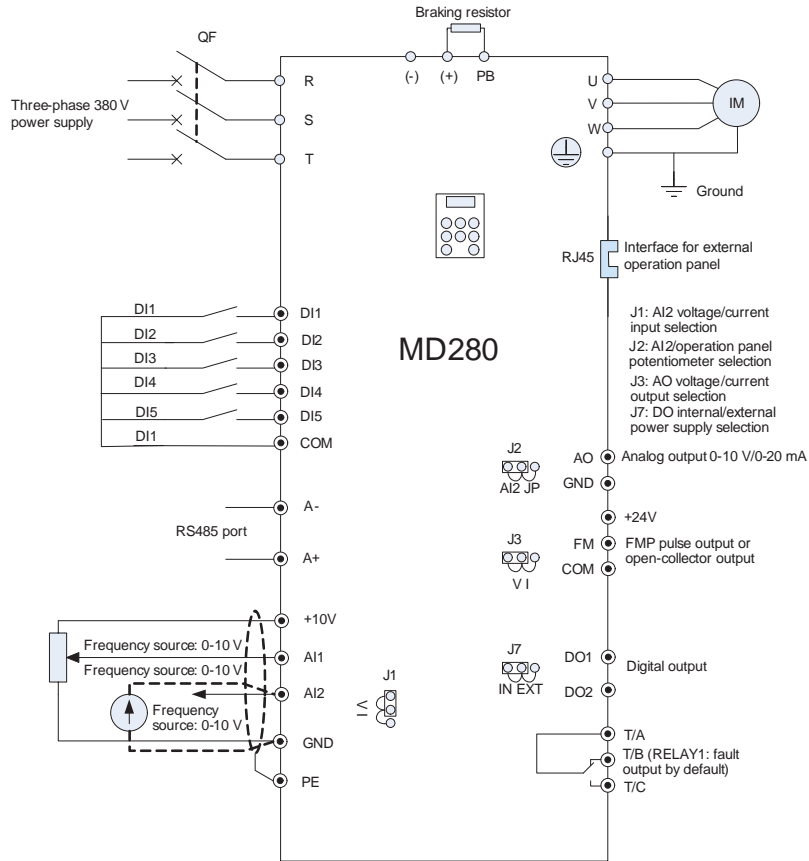 Braking resistor
QF
(-) (+) PB
R
S
T
Three-phase 380 V
power supply
U
V
W
IM
Ground
RJ45
Interface for external
operation panel
DI1 DI1
DI2 DI2
DI3 DI3
DI4 DI4
DI5 DI5
DI1 COM
MD280
J1: AI2 voltage/current
input selection
J2: AI2/operation panel
potentiometer selection
J3: AO voltage/current
output selection
J7: DO internal/external
power supply selection
J2
AI2 JP
AO Analog output 0-10 V/0-20 mA
GND
A-
RS485 port
A+
+24V
J3
V I
FM
COM
FMP pulse output or
open-collector output
+10V
Frequency source: 0-10 V
AI1
Frequency source: 0-10 V
AI2
Frequency
source: 0-10 V
GND
PE
J1
V I
J7
IN EXT
DO1
Digital output
DO2
T/A
T/B (RELAY1: fault
output by default)
T/C